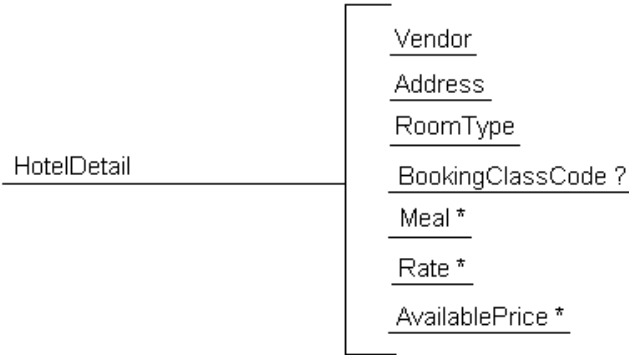 Vendor
Address
RoomType
HotelDetail
BookingClassCode ?
Meal *
Rate *
AvailablePrice *